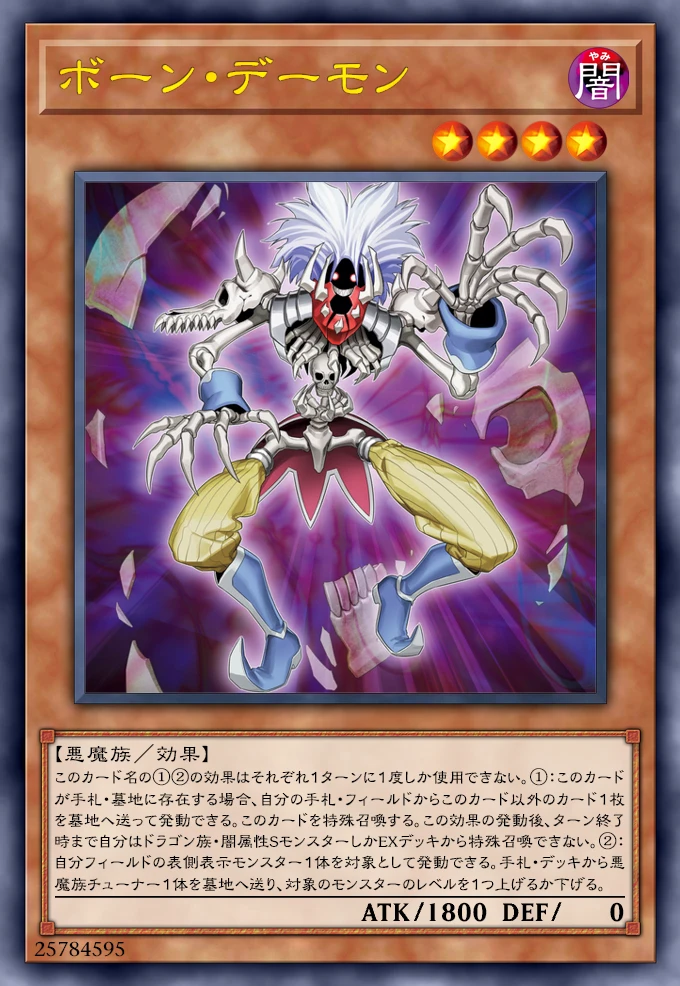 ボーン・デーモン
やみ
闇
【悪魔族／効果】
このカード名の①②の効果はそれぞれ1ターンに1度しか使用できない。①：このカード
が手札・墓地に存在する場合、自分の手札・フィールドからこのカード以外のカード1枚
を墓地へ送って発動できる。このカードを特殊召喚する。この効果の発動後、ターン終了
時まで自分はドラゴン族・闇属性SモンスターしかEXデッキから特殊召喚できない。②：
自分フィールドの表側表示モンスター1体を対象として発動できる。手札・デッキから悪
魔族チューナー1体を墓地へ送り、対象のモンスターのレベルを1つ上げるか下げる。
ATK/1800 DEF/ 0
25784595